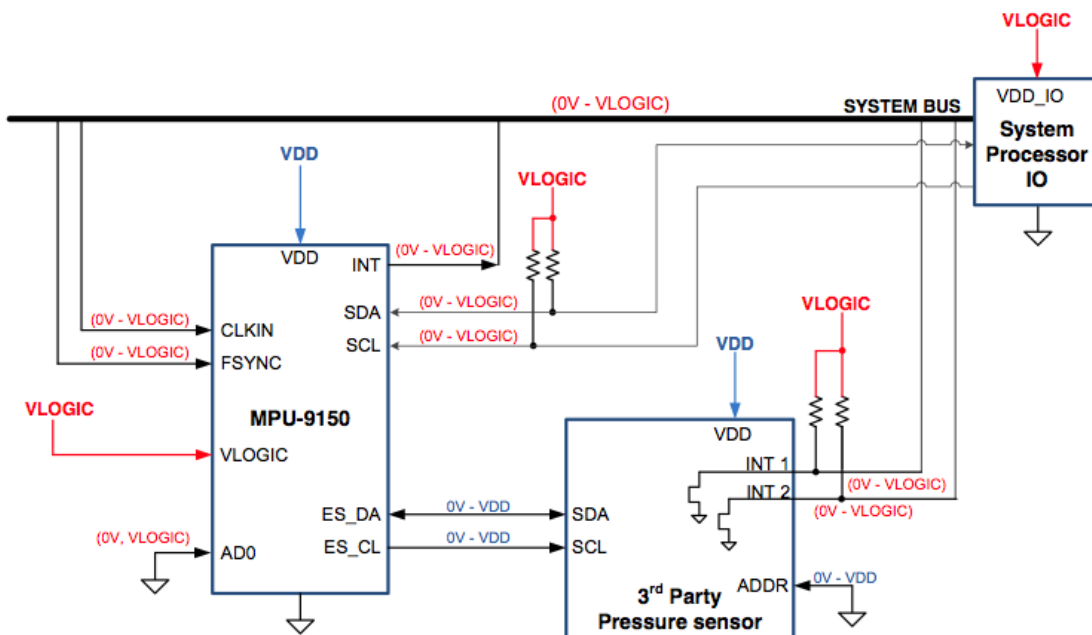 VLOGIC
VDD_IO
System
Processor
IO
(0V - VLOGIC)
SYSTEM BUS
VDD
VLOGIC
VDD
INT
(0V - VLOGIC)
SDA
(0V - VLOGIC)
SCL
(0V - VLOGIC)
(0V - VLOGIC)
CLKIN
(0V - VLOGIC)
FSYNC
MPU-9150
VLOGIC
VLOGIC
VLOGIC
VDD
VDD
INT 1
(0V - VLOGIC)
INT 2
(0V - VLOGIC)
ES_DA
0V - VDD
SDA
ES_CL
0V - VDD
SCL
(0V, VLOGIC)
AD0
ADDR
0V - VDD
3rd Party
Pressure sensor